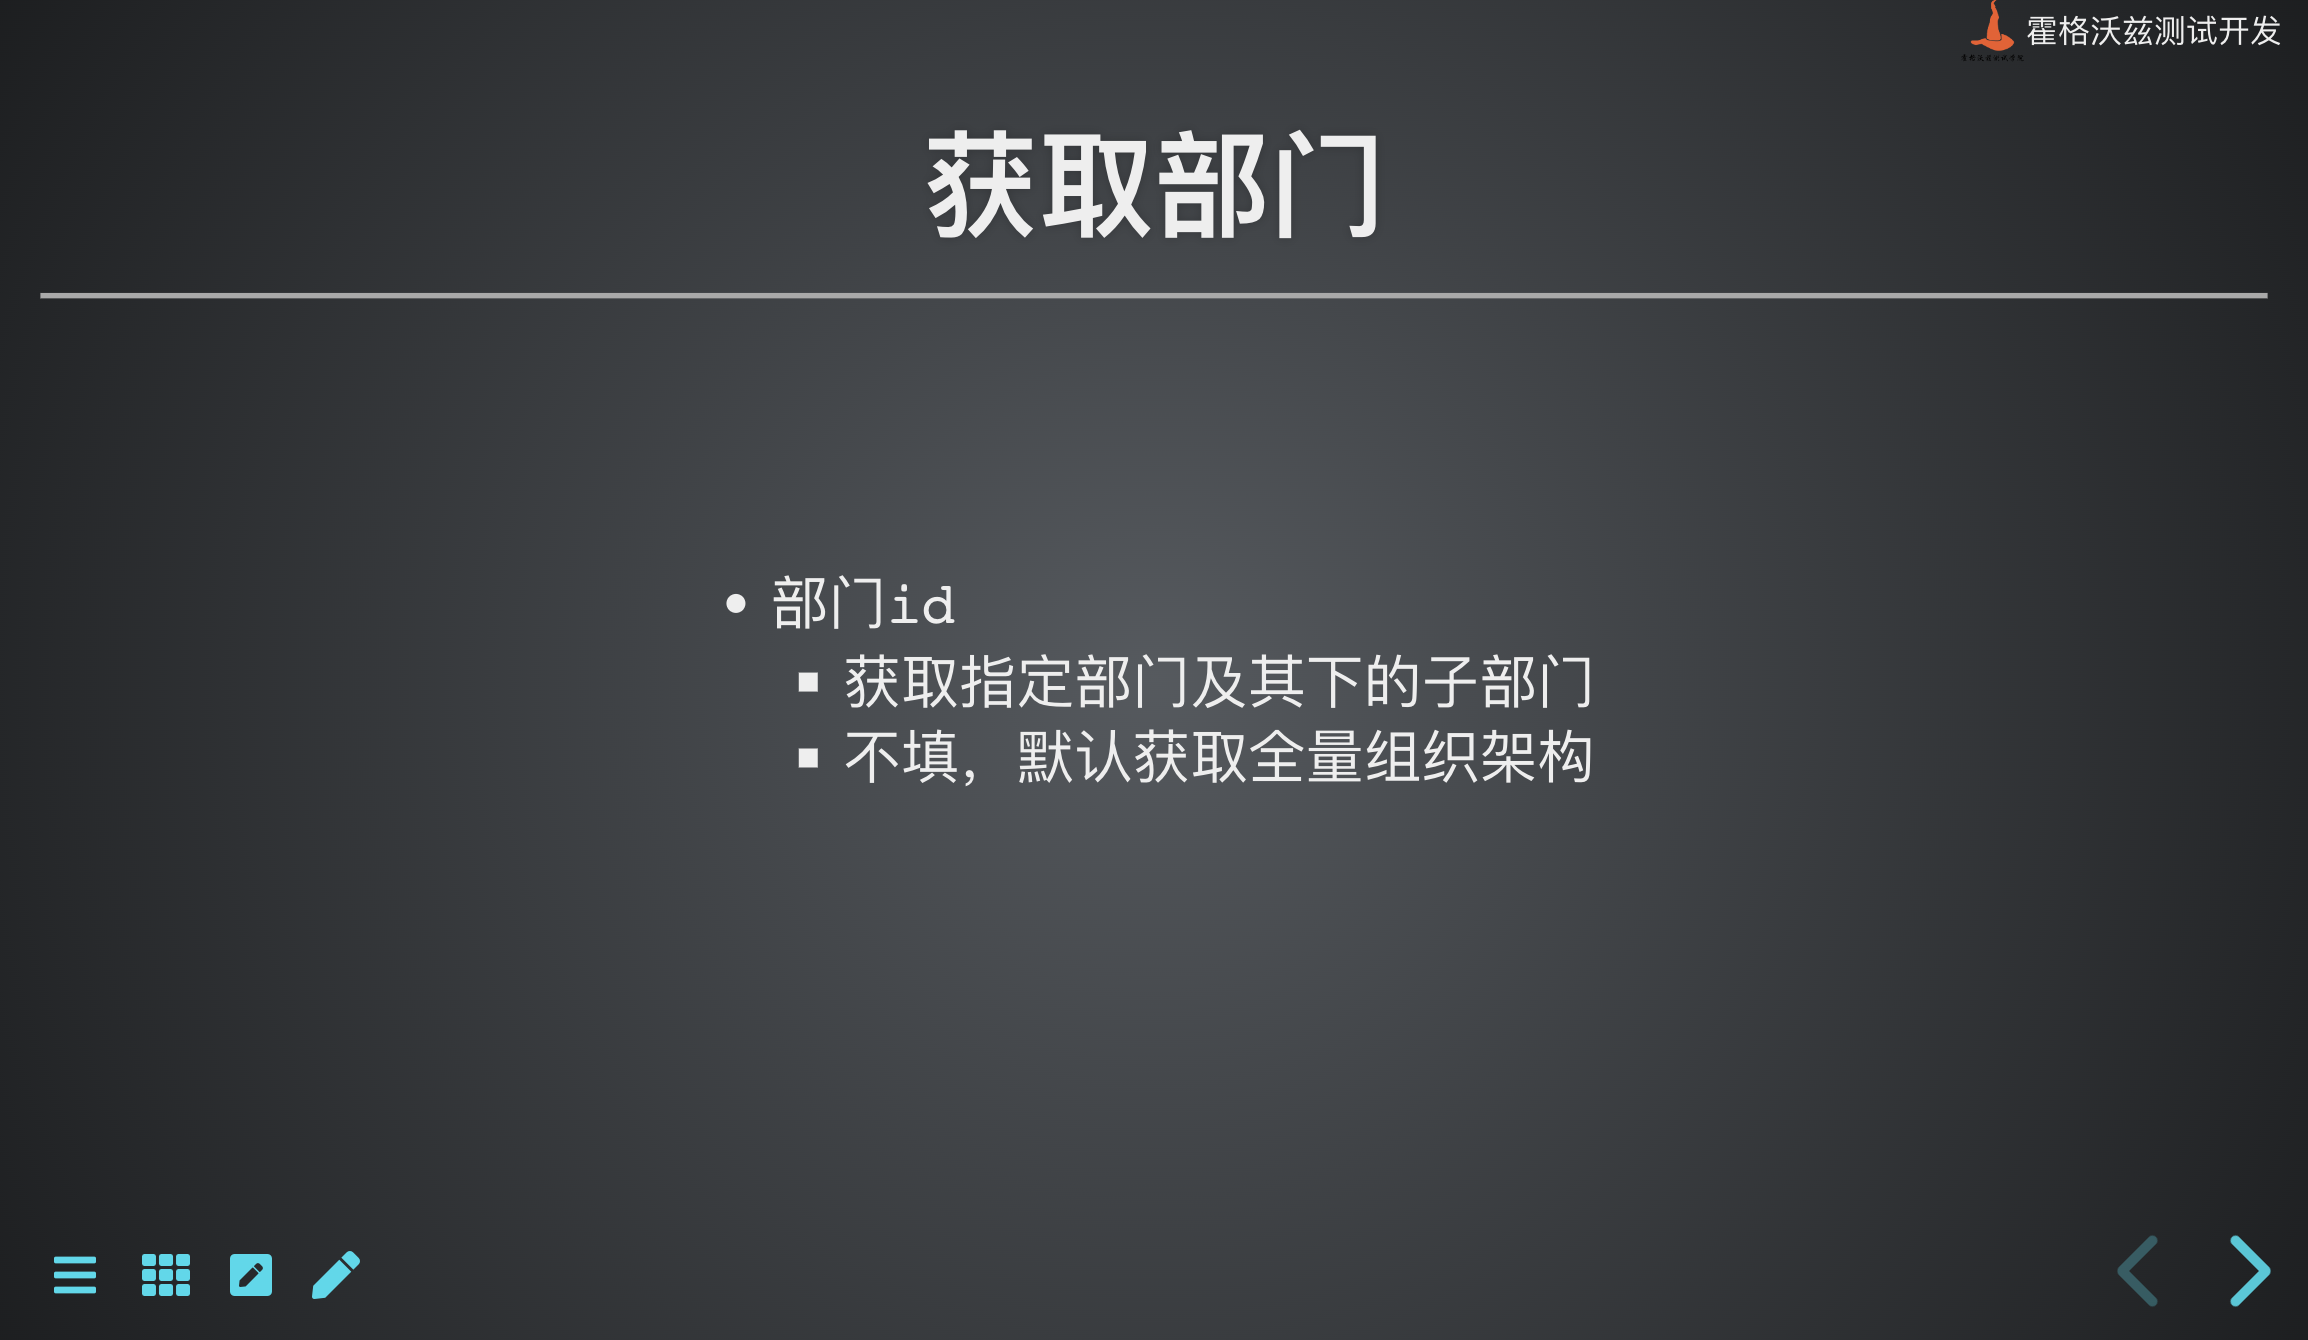 霍格沃兹测试开发
获取部门
部门id
获取指定部门及其下的子部门
不填，默认获取全量组织架构